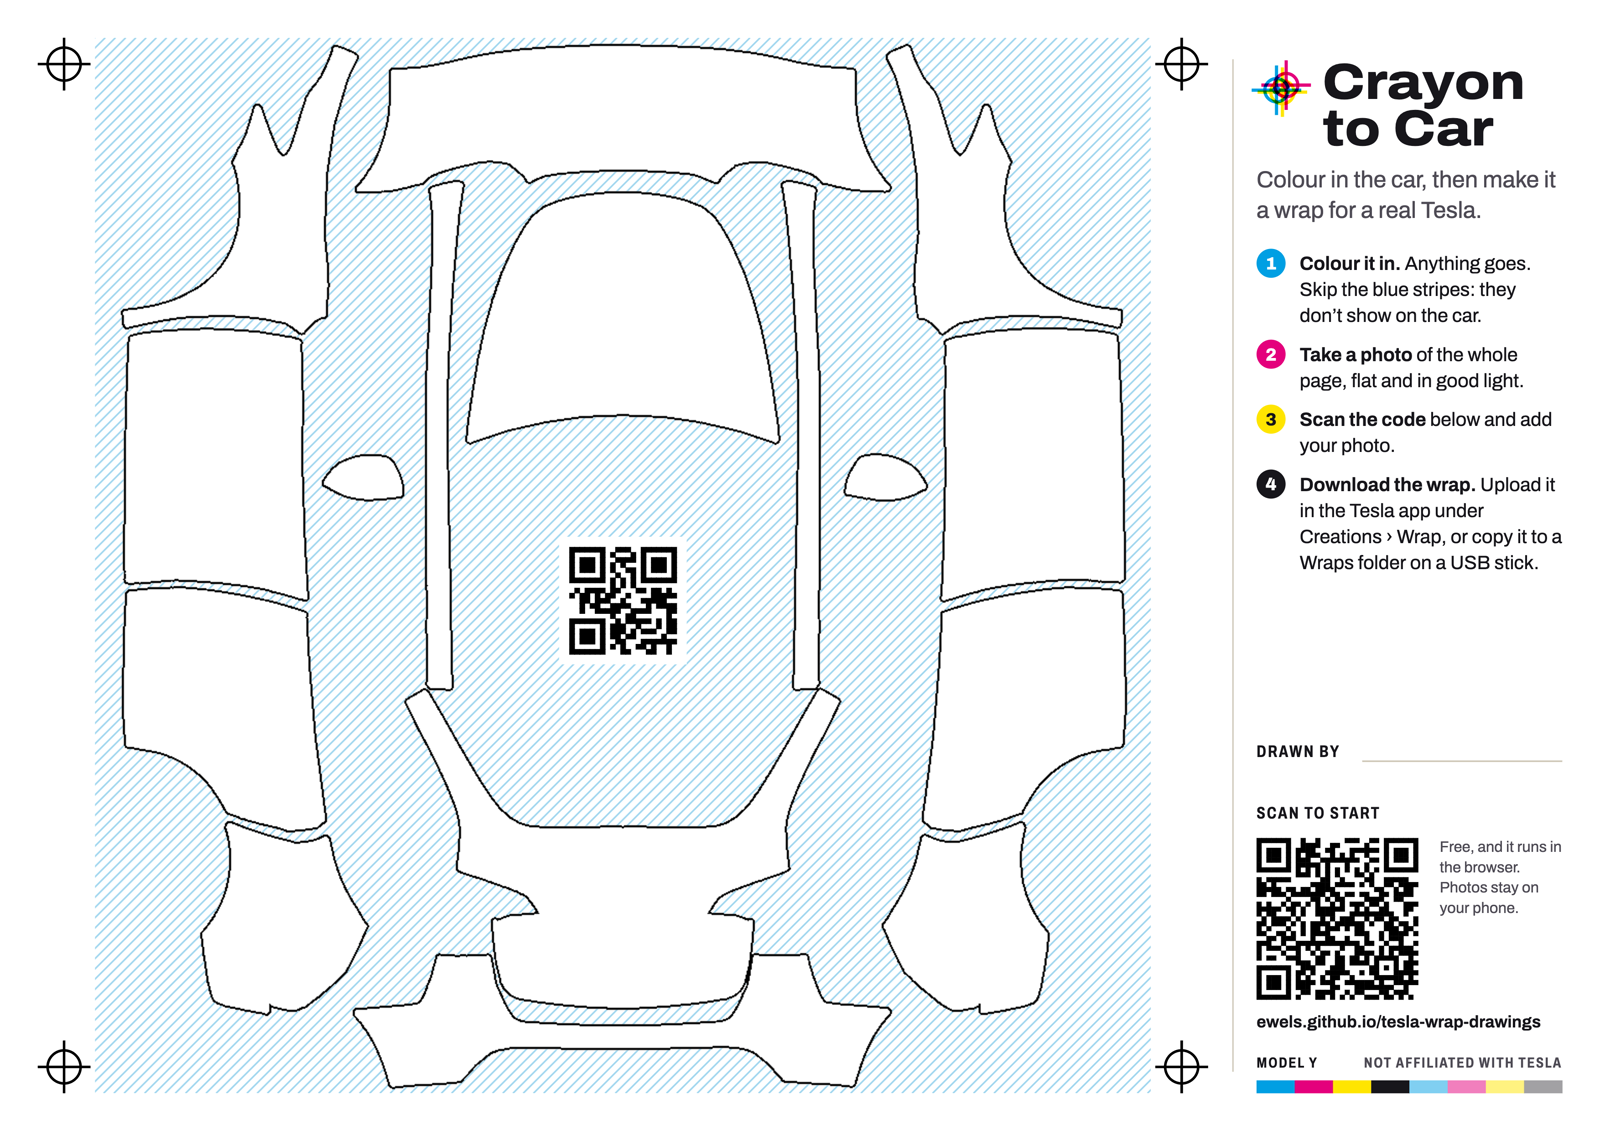 Crayon
to Car
Colour in the car, then make it
a wrap for a real Tesla.
1 Colour it in. Anything goes.
Skip the blue stripes: they
don’t show on the car.
2 Take a photo of the whole
page, flat and in good light.
3 Scan the code below and add
your photo.
4 Download the wrap. Upload it
in the Tesla app under
Creations › Wrap, or copy it to a
Wraps folder on a USB stick.
DRAWN BY
SCAN TO START
Free, and it runs in
the browser.
Photos stay on
your phone.
ewels.github.io/tesla-wrap-drawings
MODEL Y NOT AFFILIATED WITH TESLA